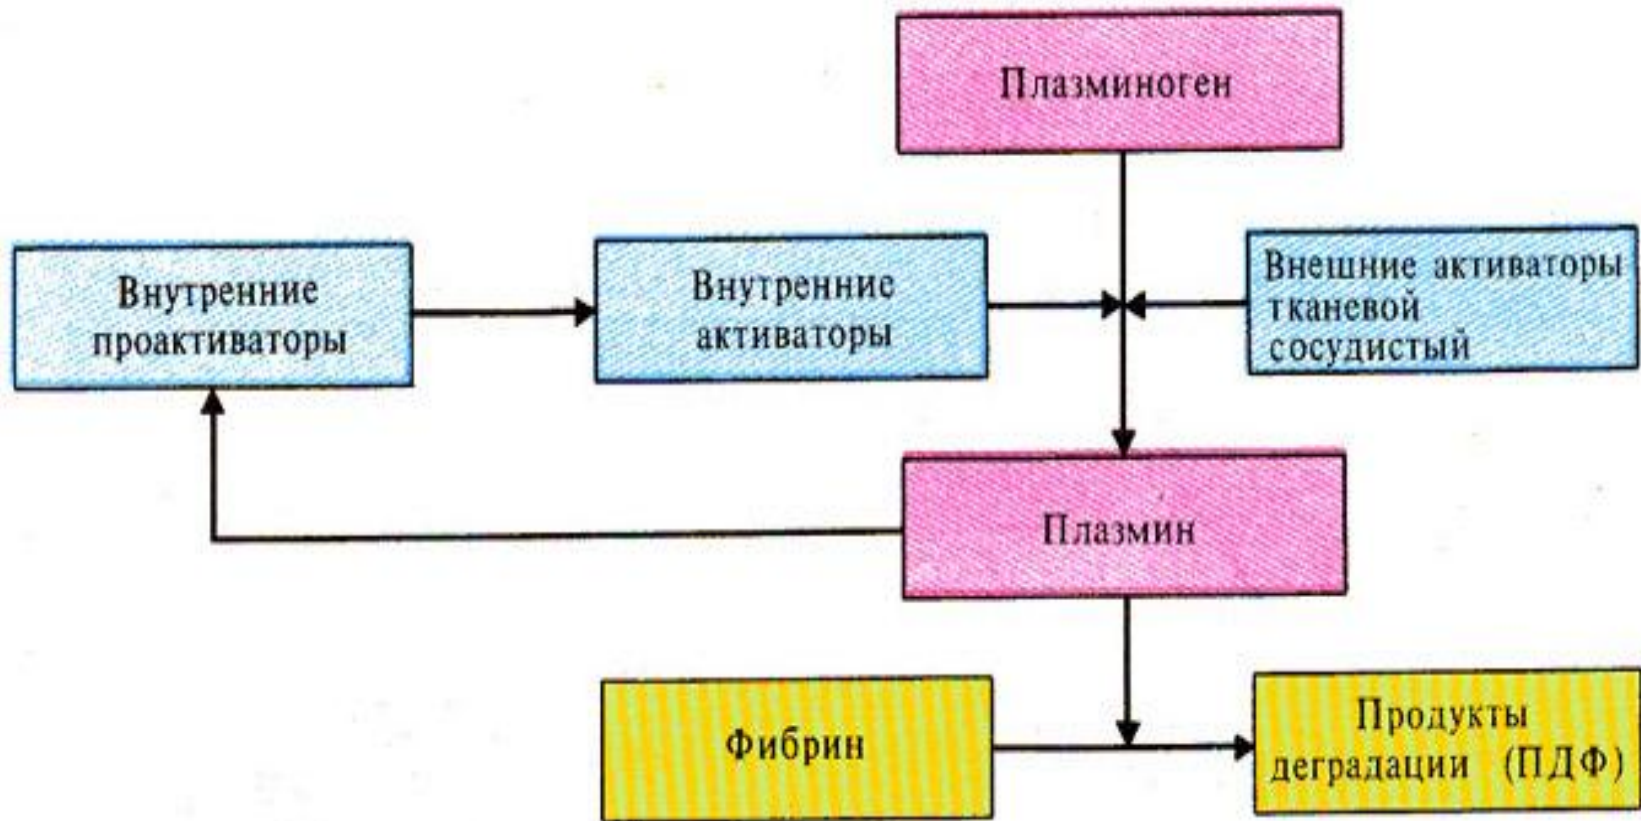 Плазминоген
Внутренние
проактиваторы
Внутренние
активаторы
Внешние активаторы
тканевой
сосудистый
Плазмин
Фибрин
Продукты
деградации (ПДФ)